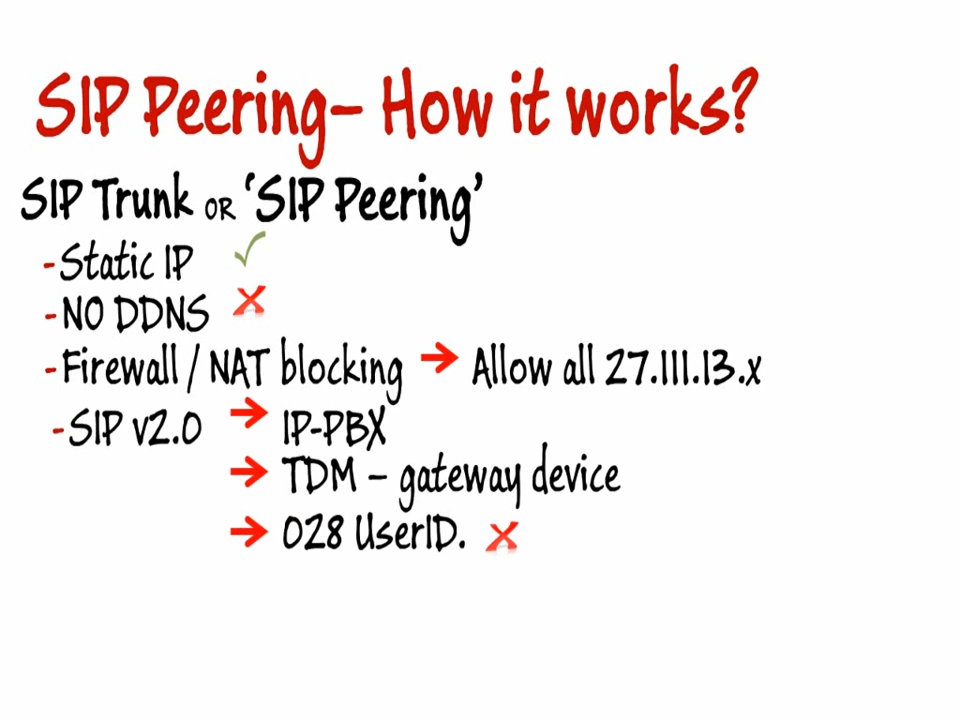 SIP Peering– How it works?
SIP Trunk OR ‘SIP Peering’
-Static IP
-NO DDNS
-Firewall / NAT blocking Allow all 27.111.13.x
-SIP v2.0 IP-PBX
TDM – gateway device
028 UserID.